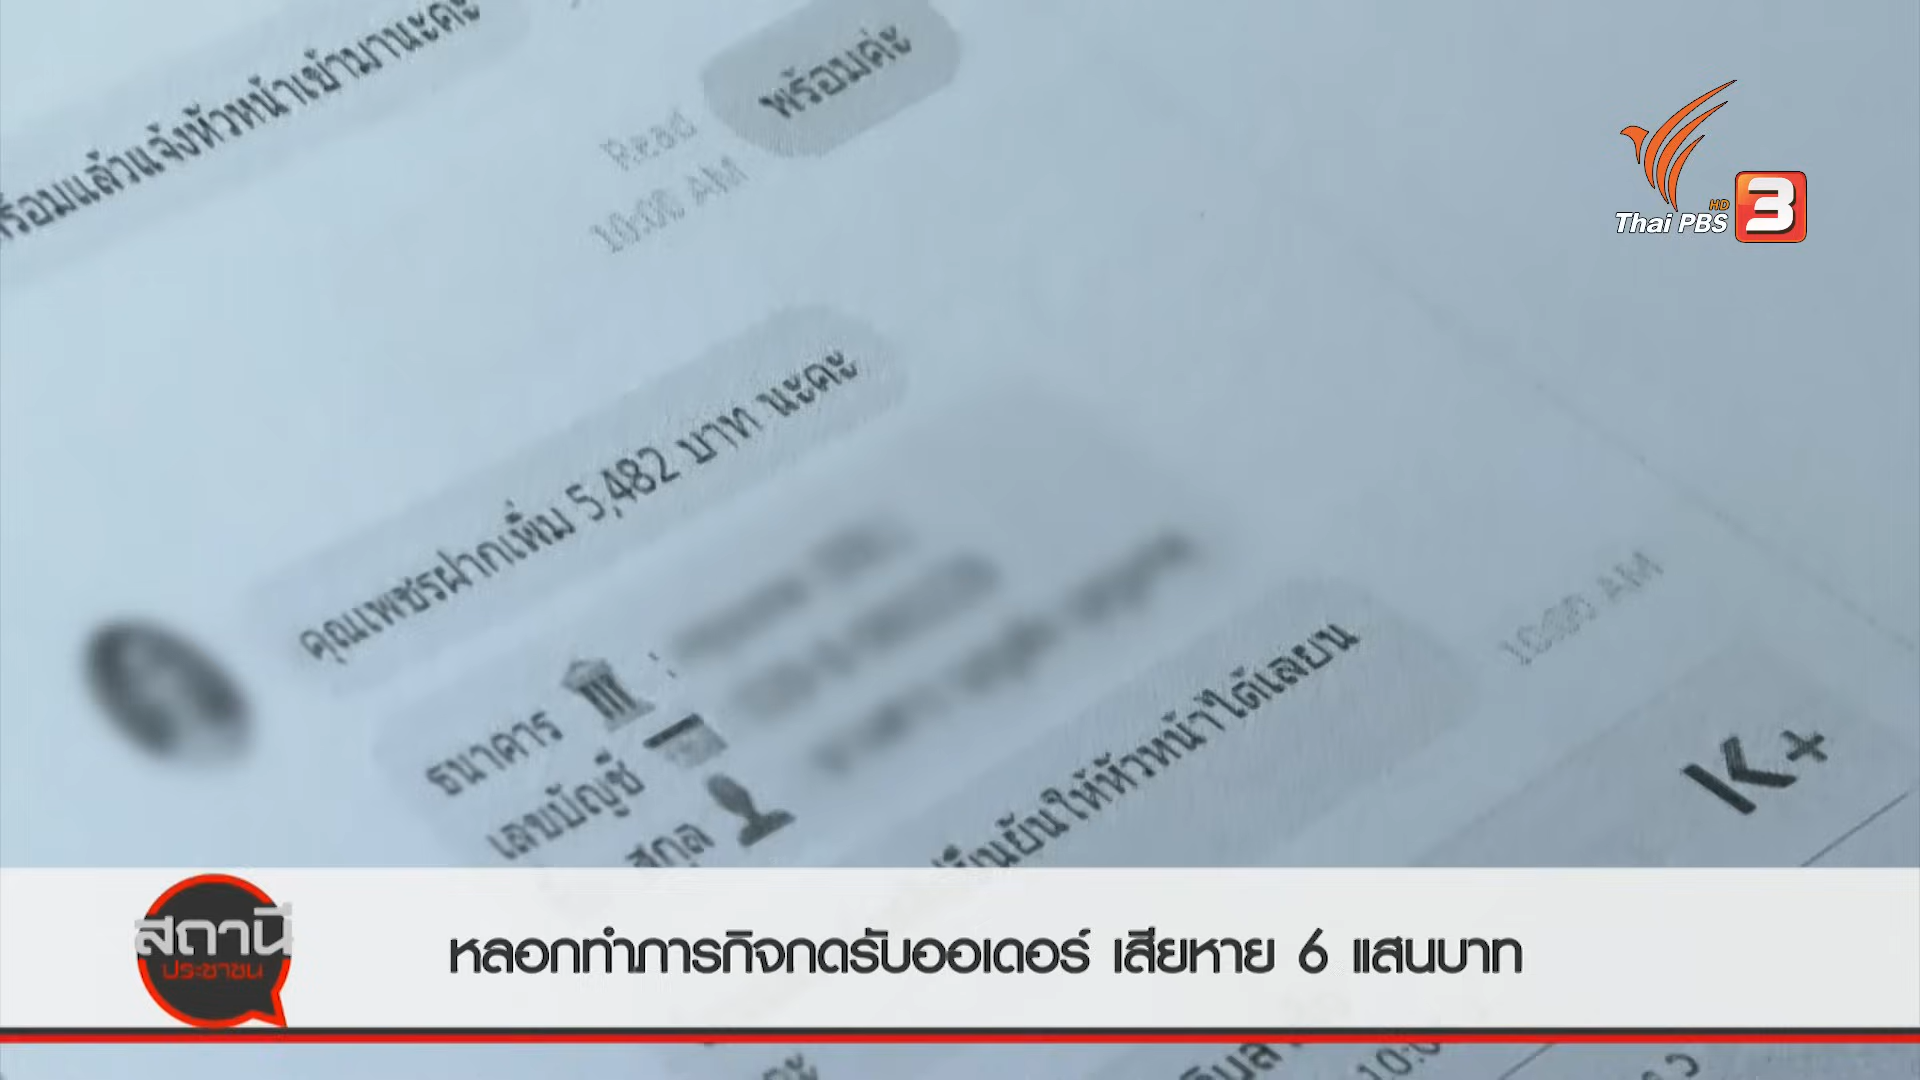 พร้อมแล้วแจ้งหัวหน้าเข้ามานะคะ
พร้อมค่ะ
Read
10:08 AM
Thai PBS HD 3
คุณเพชรฝากเพิ่ม 5,482 บาท นะคะ
ธนาคาร :
เลขบัญชี
สกุล
ให้หัวหน้าได้เลยน
K+
สถานี
ประชาชน
หลอกทำภารกิจกดรับออเดอร์ เสียหาย 6 แสนบาท